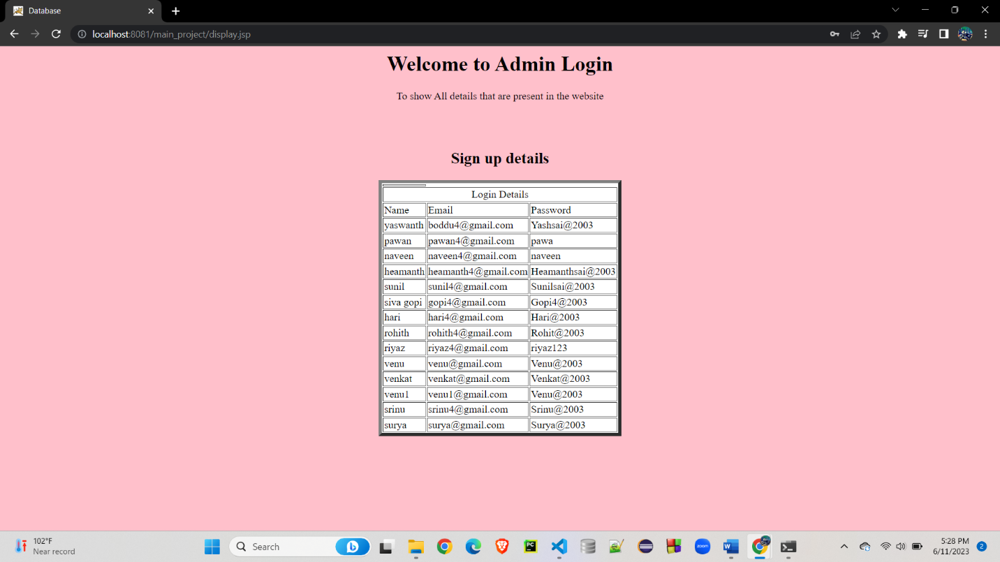 Database
localhost:8081/main_project/display.jsp
Welcome to Admin Login
To show All details that are present in the website
Sign up details
Login Details
Name Email Password
yaswanth boddu4@gmail.com Yashsai@2003
pawan pawan4@gmail.com pawa
naveen naveen4@gmail.com naveen
heamanth heamanth4@gmail.com Heamanthsai@2003
sunil sunil4@gmail.com Sunilsai@2003
siva gopi gopi4@gmail.com Gopi4@2003
hari hari4@gmail.com Hari@2003
rohith rohith4@gmail.com Rohit@2003
riyaz riyaz4@gmail.com riyaz123
venu venu@gmail.com Venu@2003
venkat venkat@gmail.com Venkat@2003
venu1 venu1@gmail.com Venu@2003
srinu srinu4@gmail.com Srinu@2003
surya surya@gmail.com Surya@2003
102°F
Near record
Search
PC
zoom
W
5:28 PM
6/11/2023
2